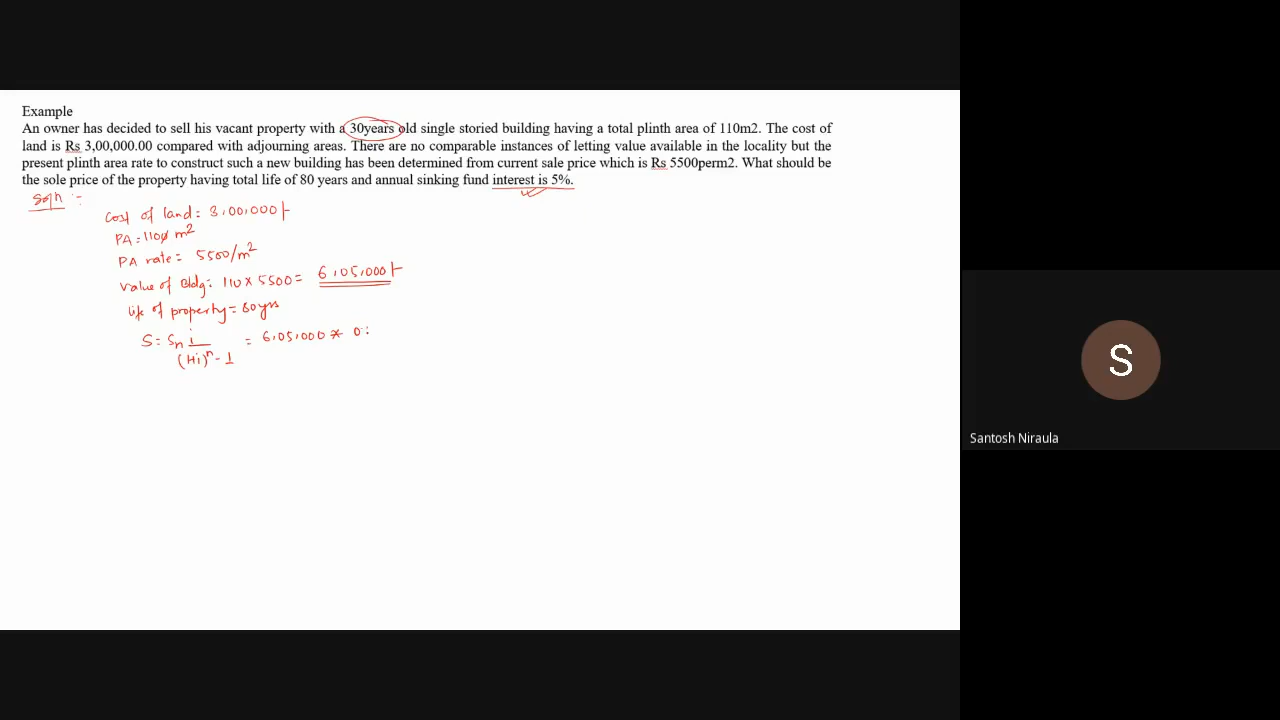 Example
An owner has decided to sell his vacant property with a 30years old single storied building having a total plinth area of 110m2. The cost of
land is Rs 3,00,000.00 compared with adjourning areas. There are no comparable instances of letting value available in the locality but the
present plinth area rate to construct such a new building has been determined from current sale price which is Rs 5500perm2. What should be
the sole price of the property having total life of 80 years and annual sinking fund interest is 5%.
Sol^n :-
Cost of land: 3,00,000/-
PA = 110 m²
PA rate = 5500/m²
Value of Bldg: 110 x 5500 = 6,05,000/-
life of property = 80yrs
S = Sn i / (1+i)^n - 1 = 6,05,000 * 0.
S
Santosh Niraula